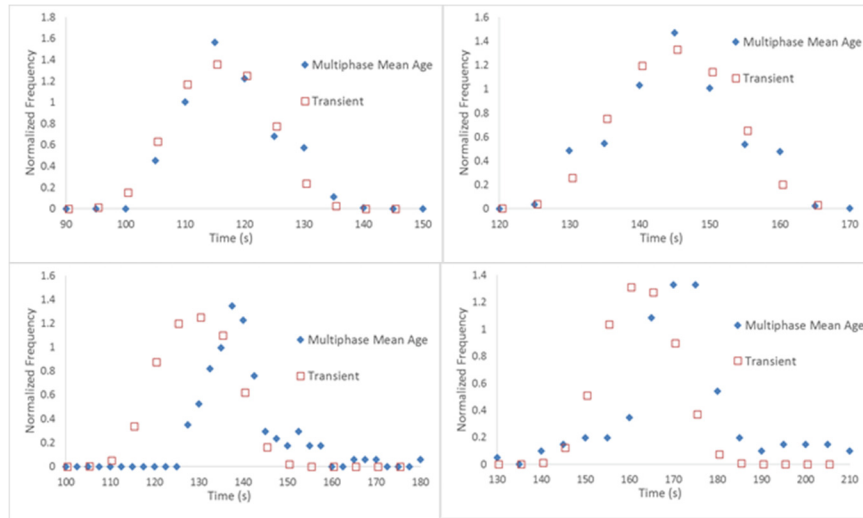 1.8
1.6
1.4
1.2
1
0.8
0.6
0.4
0.2
0
Normalized Frequency
90 100 110 120 130 140 150
Time (s)
Multiphase Mean Age
Transient
1.6
1.4
1.2
1
0.8
0.6
0.4
0.2
0
Normalized Frequency
120 130 140 150 160 170
Time (s)
Multiphase Mean Age
Transient
1.6
1.4
1.2
1
0.8
0.6
0.4
0.2
0
Normalized Frequency
100 110 120 130 140 150 160 170 180
Time (s)
Multiphase Mean Age
Transient
1.4
1.2
1
0.8
0.6
0.4
0.2
0
Normalized Frequency
130 140 150 160 170 180 190 200 210
Time (s)
Multiphase Mean Age
Transient